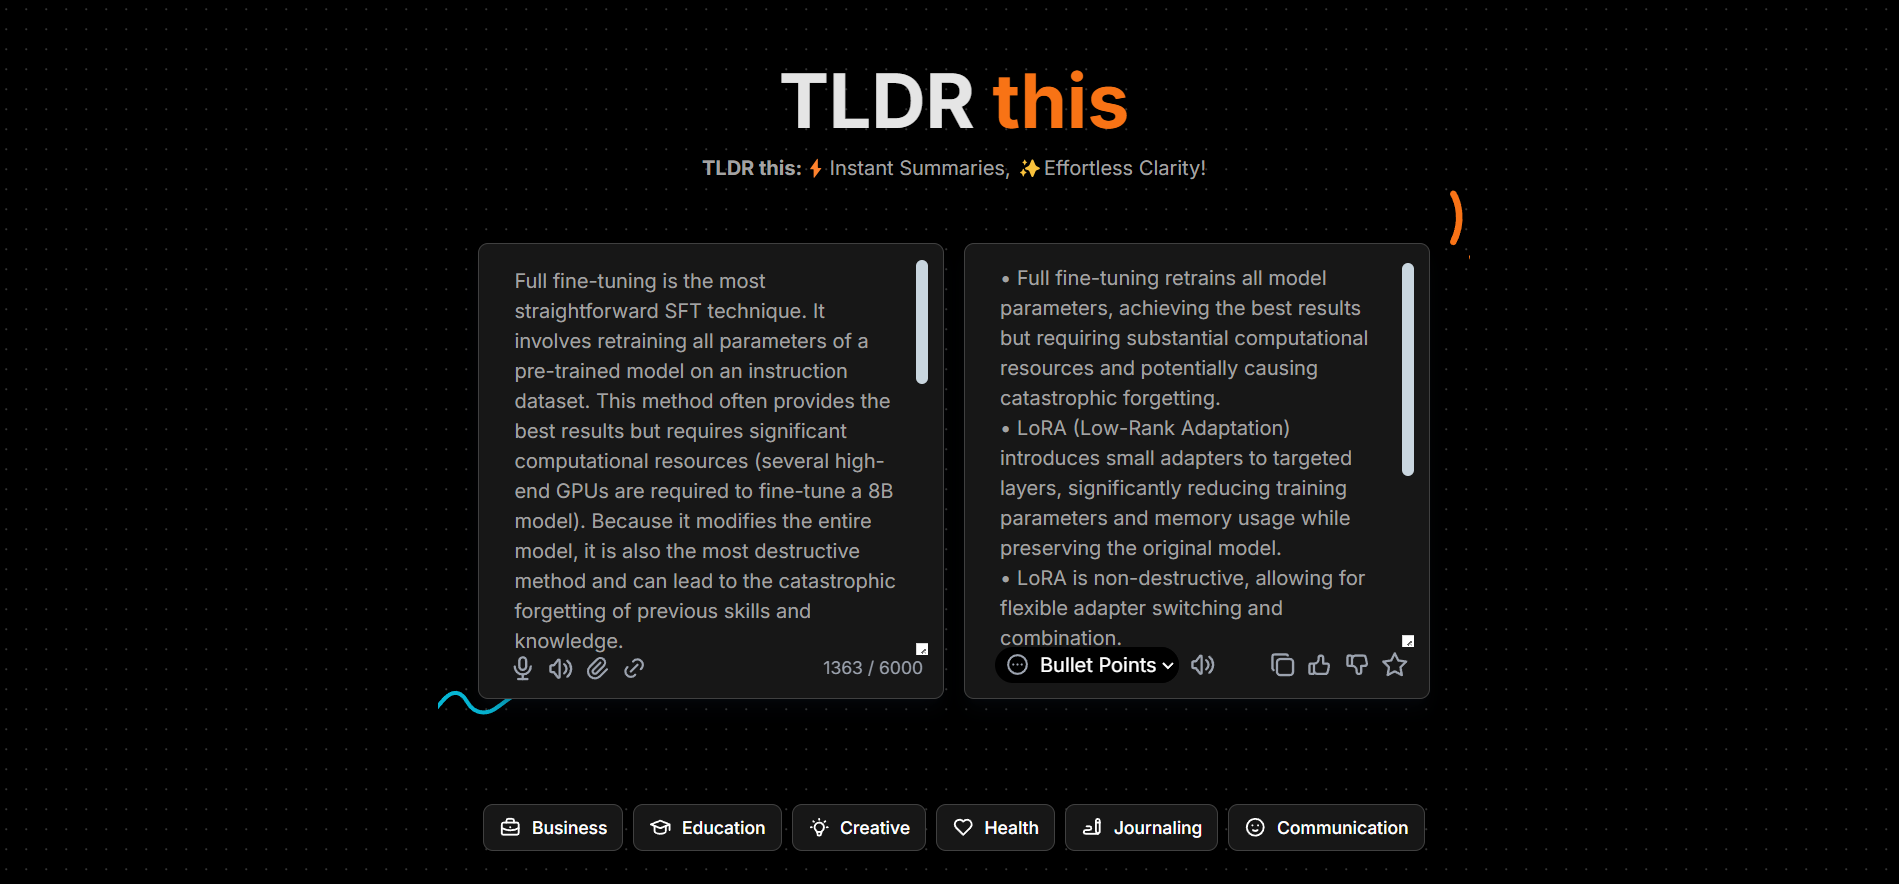 TLDR this
TLDR this: ⚡ Instant Summaries, ✨ Effortless Clarity!
Full fine-tuning is the most
straightforward SFT technique. It
involves retraining all parameters of a
pre-trained model on an instruction
dataset. This method often provides the
best results but requires significant
computational resources (several high-
end GPUs are required to fine-tune a 8B
model). Because it modifies the entire
model, it is also the most destructive
method and can lead to the catastrophic
forgetting of previous skills and
knowledge.
1363 / 6000
• Full fine-tuning retrains all model
parameters, achieving the best results
but requiring substantial computational
resources and potentially causing
catastrophic forgetting.
• LoRA (Low-Rank Adaptation)
introduces small adapters to targeted
layers, significantly reducing training
parameters and memory usage while
preserving the original model.
• LoRA is non-destructive, allowing for
flexible adapter switching and
combination.
Bullet Points
Business
Education
Creative
Health
Journaling
Communication